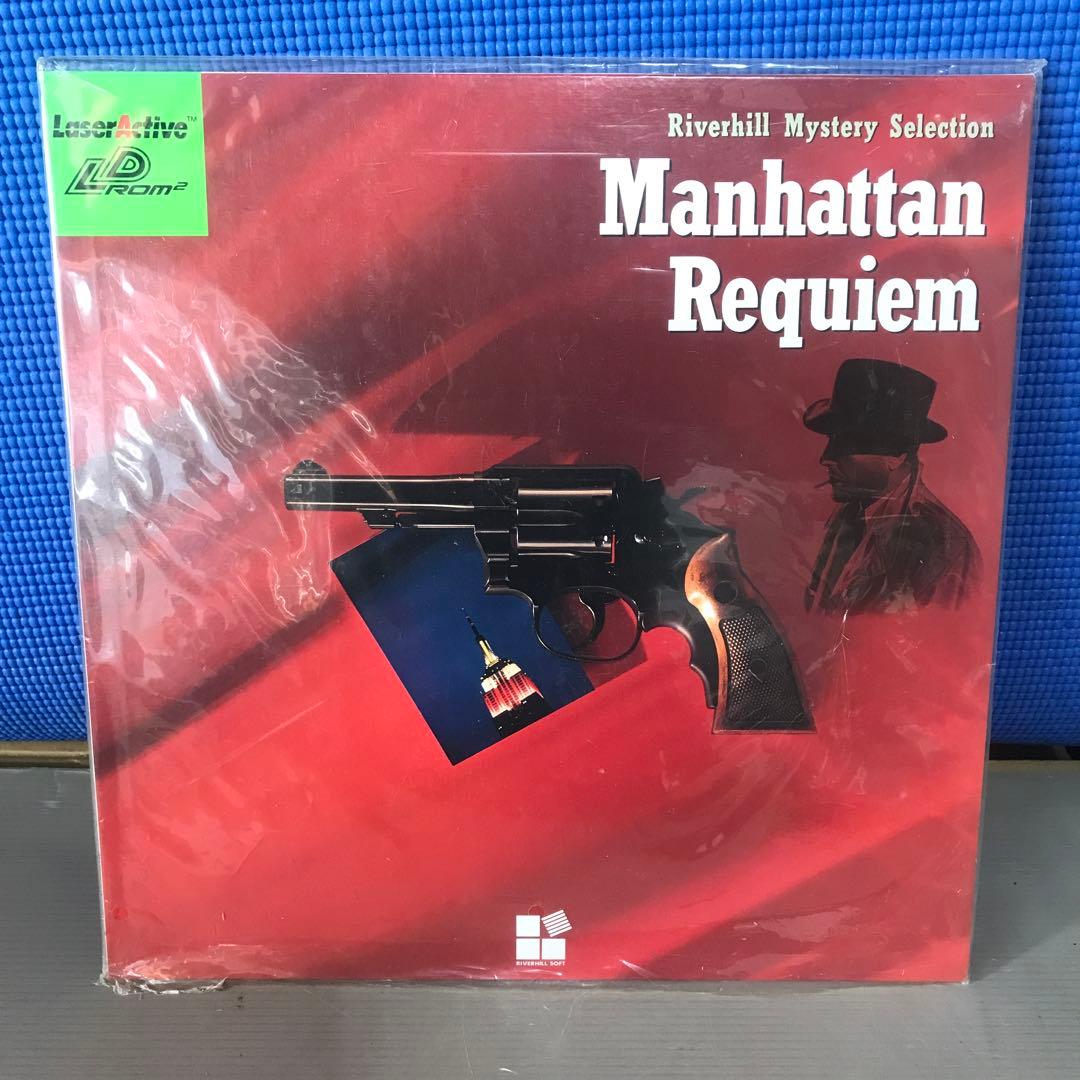 LaserActive™
LD
ROM²
Riverhill Mystery Selection
Manhattan
Requiem
RIVERHILL SOFT